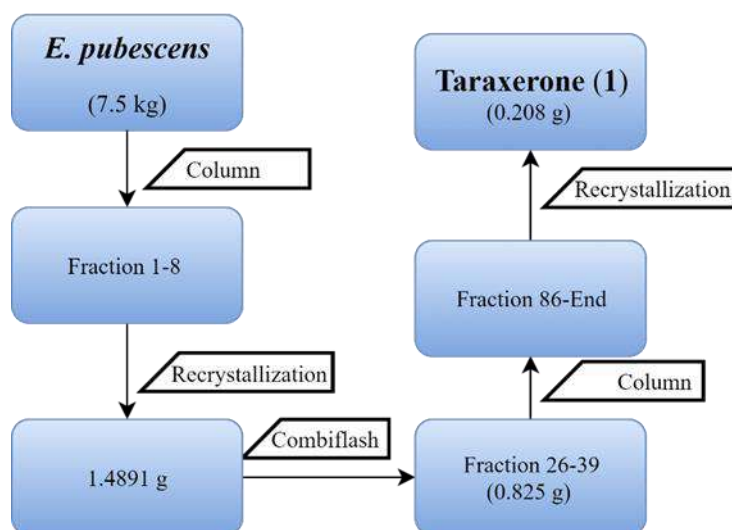 E. pubescens
(7.5 kg)
Column
Fraction 1-8
Recrystallization
1.4891 g
Combiflash
Fraction 26-39
(0.825 g)
Column
Fraction 86-End
Recrystallization
Taraxerone (1)
(0.208 g)